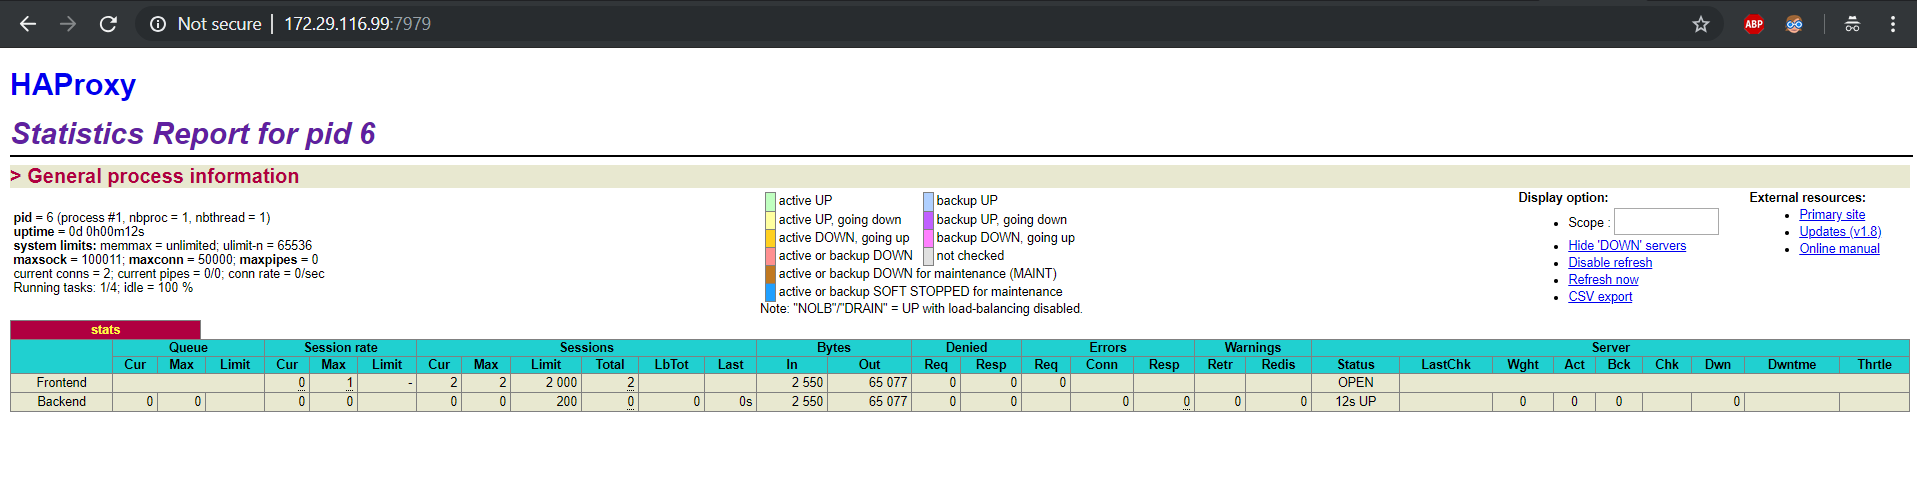 Not secure | 172.29.116.99:7979
ABP
HAProxy
Statistics Report for pid 6
> General process information
pid = 6 (process #1, nbproc = 1, nbthread = 1)
uptime = 0d 0h00m12s
system limits: memmax = unlimited; ulimit-n = 65536
maxsock = 100011; maxconn = 50000; maxpipes = 0
current conns = 2; current pipes = 0/0; conn rate = 0/sec
Running tasks: 1/4; idle = 100 %
active UP backup UP
active UP, going down backup UP, going down
active DOWN, going up backup DOWN, going up
active or backup DOWN not checked
active or backup DOWN for maintenance (MAINT)
active or backup SOFT STOPPED for maintenance
Note: "NOLB"/"DRAIN" = UP with load-balancing disabled.
Display option:
• Scope :
• Hide 'DOWN' servers
• Disable refresh
• Refresh now
• CSV export
External resources:
• Primary site
• Updates (v1.8)
• Online manual
stats
Queue Session rate Sessions Bytes Denied Errors Warnings Server
Cur Max Limit Cur Max Limit Cur Max Limit Total LbTot Last In Out Req Resp Req Conn Resp Retr Redis Status LastChk Wght Act Bck Chk Dwn Dwntme Thrtle
Frontend 0 1 - 2 2 2 000 2 2 550 65 077 0 0 0 OPEN
Backend 0 0 0 0 0 0 200 0 0 0s 2 550 65 077 0 0 0 0 0 0 12s UP 0 0 0 0